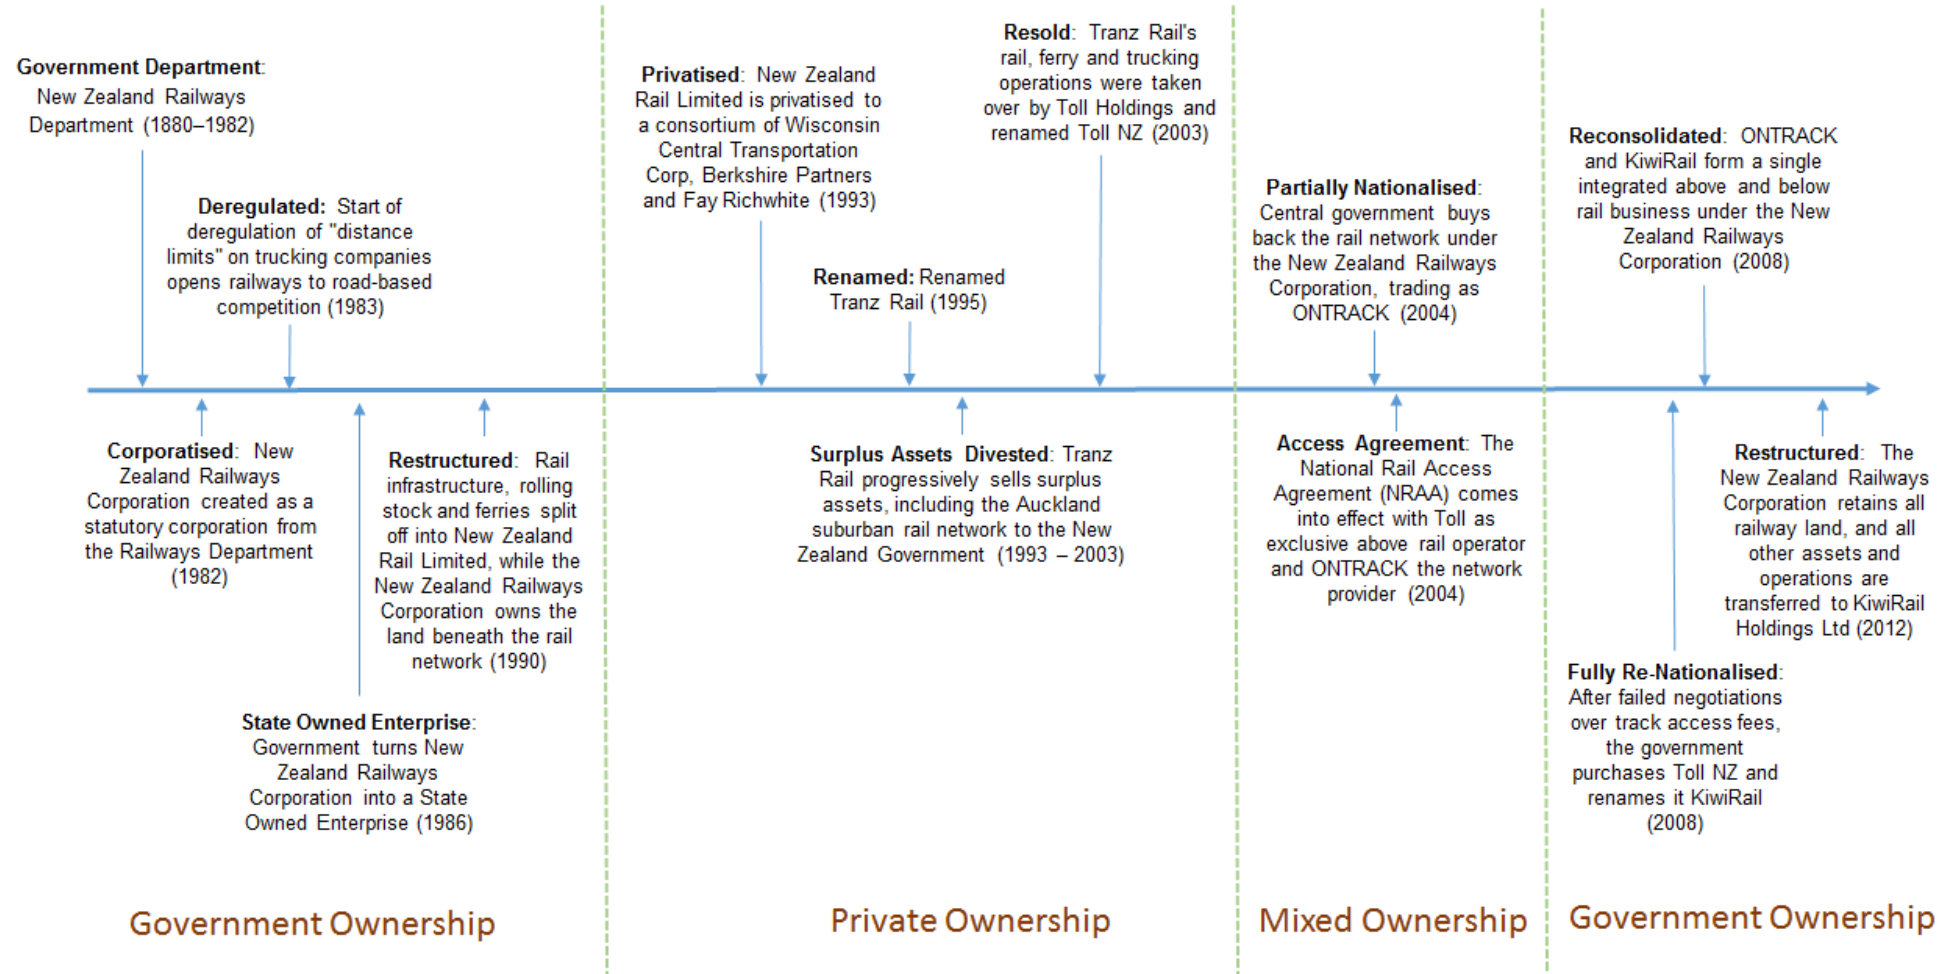 Government Department:
New Zealand Railways
Department (1880–1982)
Deregulated: Start of
deregulation of "distance
limits" on trucking companies
opens railways to road-based
competition (1983)
Privatised: New Zealand
Rail Limited is privatised to
a consortium of Wisconsin
Central Transportation
Corp, Berkshire Partners
and Fay Richwhite (1993)
Renamed: Renamed
Tranz Rail (1995)
Resold: Tranz Rail's
rail, ferry and trucking
operations were taken
over by Toll Holdings and
renamed Toll NZ (2003)
Partially Nationalised:
Central government buys
back the rail network under
the New Zealand Railways
Corporation, trading as
ONTRACK (2004)
Reconsolidated: ONTRACK
and KiwiRail form a single
integrated above and below
rail business under the New
Zealand Railways
Corporation (2008)
Corporatised: New
Zealand Railways
Corporation created as a
statutory corporation from
the Railways Department
(1982)
State Owned Enterprise:
Government turns New
Zealand Railways
Corporation into a State
Owned Enterprise (1986)
Restructured: Rail
infrastructure, rolling
stock and ferries split
off into New Zealand
Rail Limited, while the
New Zealand Railways
Corporation owns the
land beneath the rail
network (1990)
Surplus Assets Divested: Tranz
Rail progressively sells surplus
assets, including the Auckland
suburban rail network to the New
Zealand Government (1993 – 2003)
Access Agreement: The
National Rail Access
Agreement (NRAA) comes
into effect with Toll as
exclusive above rail operator
and ONTRACK the network
provider (2004)
Fully Re-Nationalised:
After failed negotiations
over track access fees,
the government
purchases Toll NZ and
renames it KiwiRail
(2008)
Restructured: The
New Zealand Railways
Corporation retains all
railway land, and all
other assets and
operations are
transferred to KiwiRail
Holdings Ltd (2012)
Government Ownership
Private Ownership
Mixed Ownership
Government Ownership